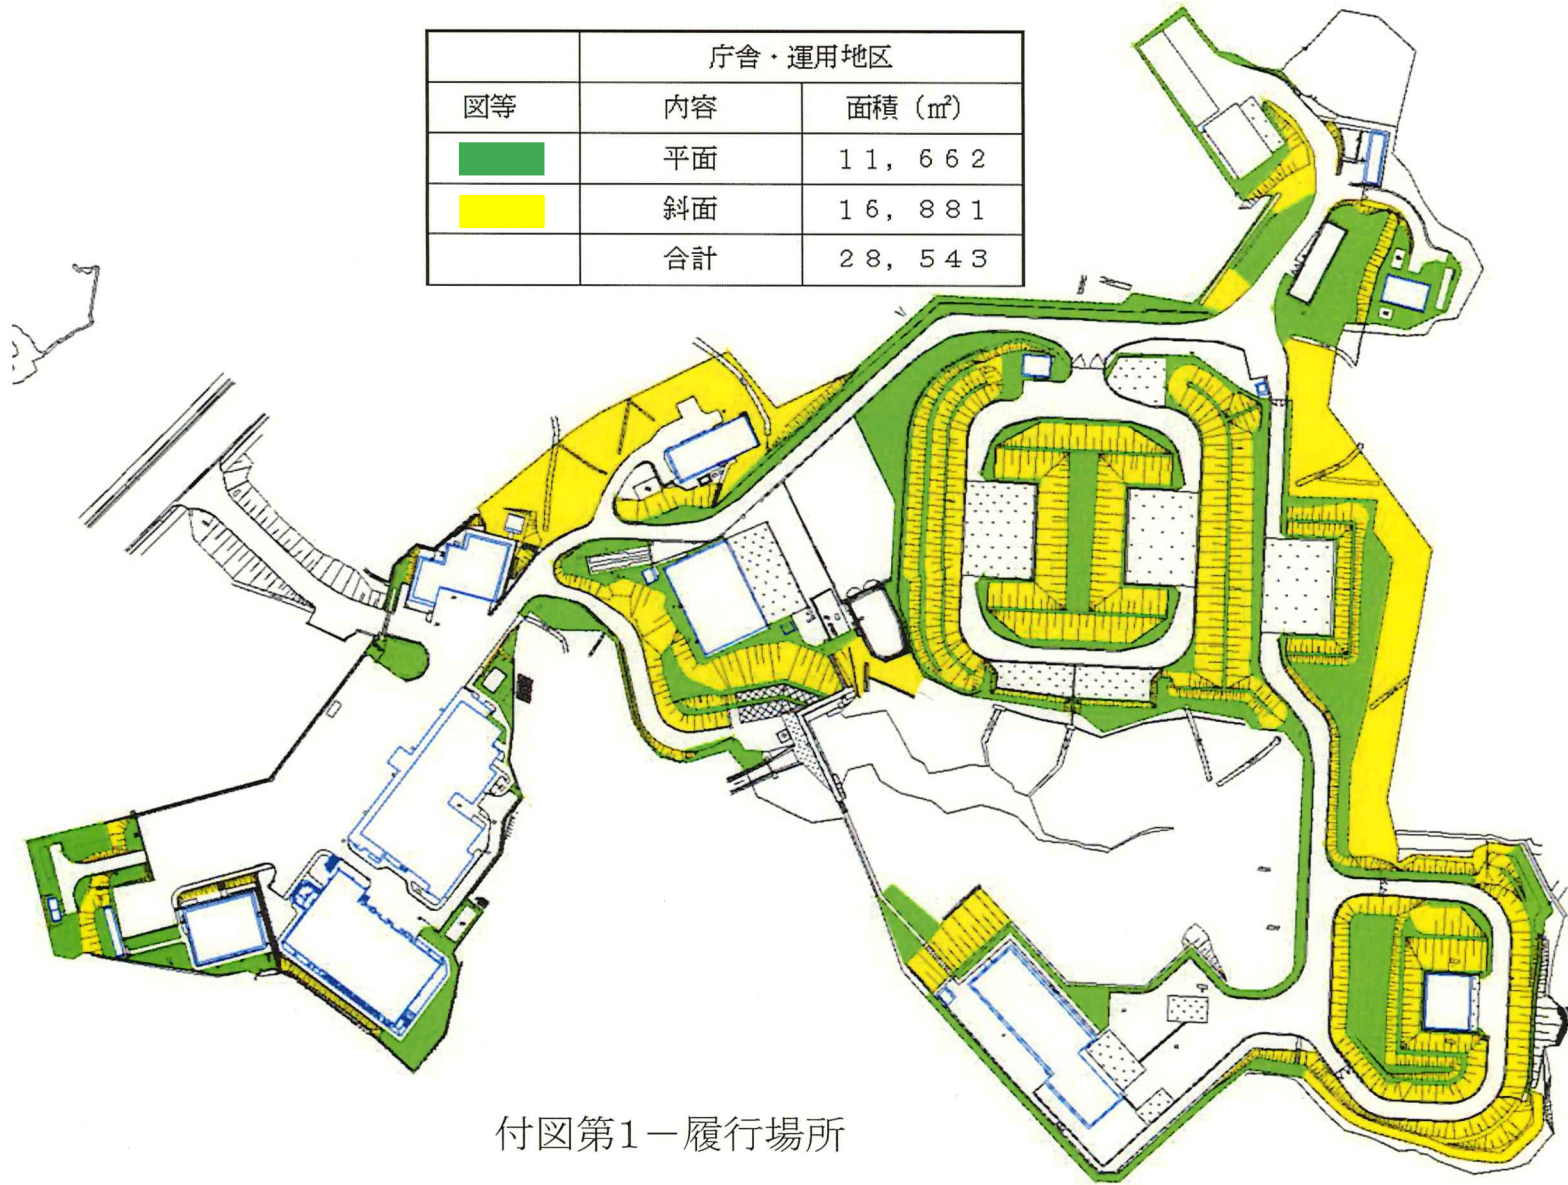 庁舎・運用地区
図等 内容 面積（㎡）
平面 １１，６６２
斜面 １６，８８１
合計 ２８，５４３
付図第1－履行場所